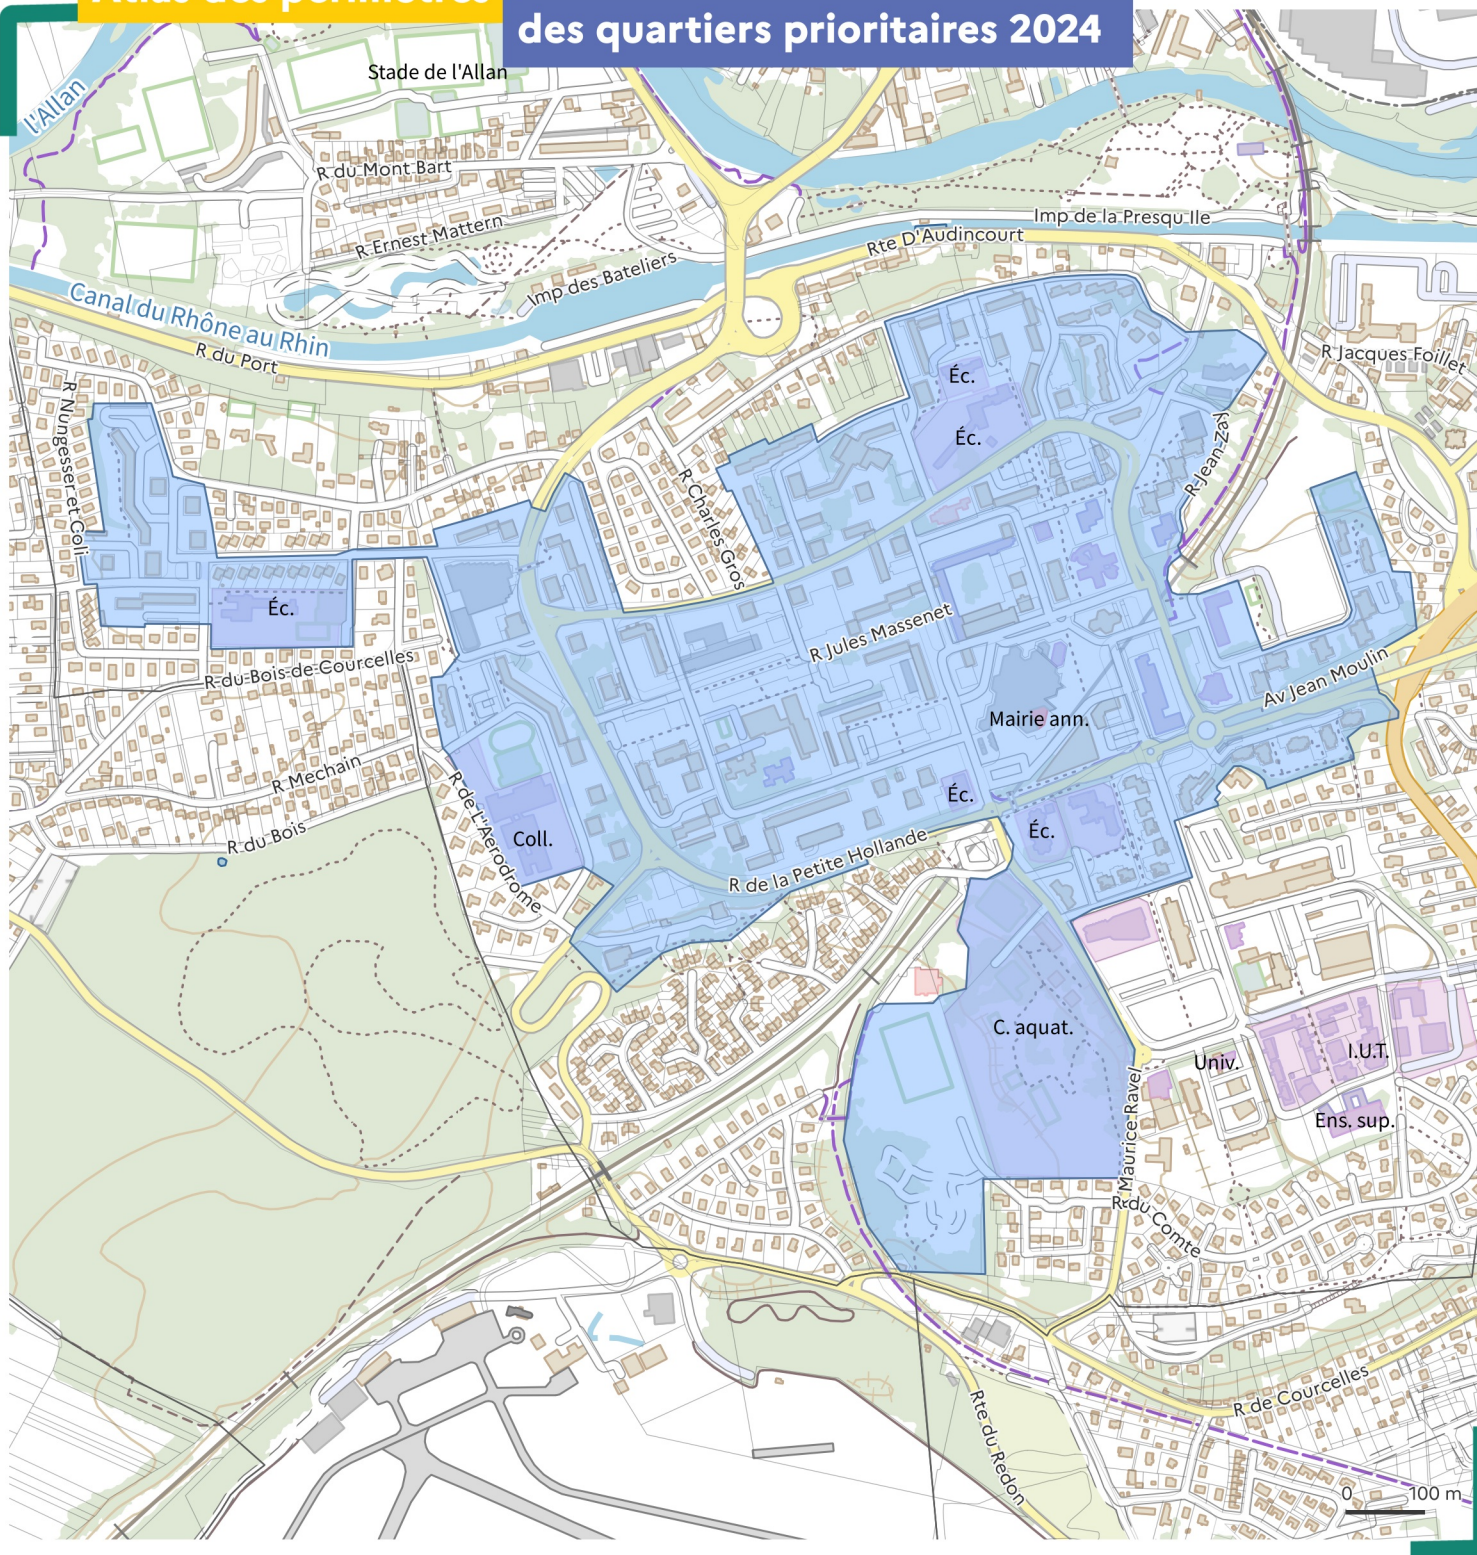 Atlas des périmètres
des quartiers prioritaires 2024
Stade de l'Allan
l'Allan
R du Mont Bart
Imp de la Presqu Ile
R Ernest Mattern
Rte D'Audincourt
Imp des Bateliers
Canal du Rhône au Rhin
R du Port
R Jacques Foillet
Éc.
R Nungesser et Coli
Éc.
R Jean Zay
R Charles Gros
Éc.
R Jules Massenet
R du Bois de Courcelles
Av Jean Moulin
Mairie ann.
R Mechain
Éc.
R de L'Aerodrome
Éc.
R du Bois
Coll.
R de la Petite Hollande
C. aquat.
I.U.T.
Univ.
Ens. sup.
R Maurice Ravel
R du Comte
R de Courcelles
Rte du Redon
0 100 m